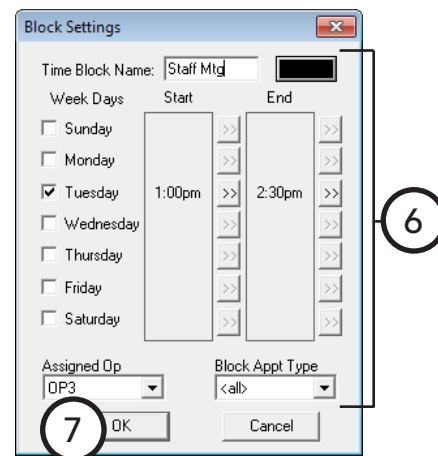 Block Settings
Time Block Name: Staff Mtg
Week Days Start End
Sunday >> >>
Monday >> >>
Tuesday 1:00pm >> 2:30pm >>
Wednesday >> >>
Thursday >> >>
Friday >> >>
Saturday >> >>
Assigned Op Block Appt Type
OP3 <all>
OK Cancel
6
7